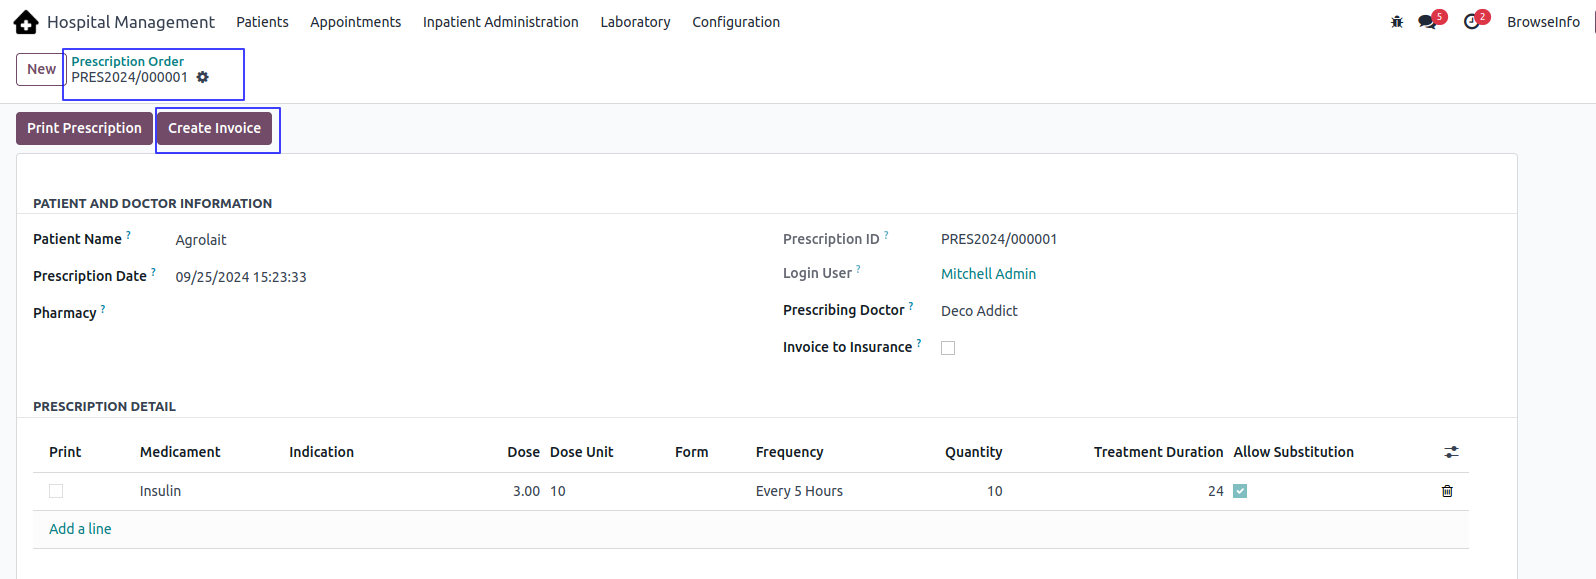 Hospital Management Patients Appointments Inpatient Administration Laboratory Configuration 5 2 BrowseInfo
New Prescription Order
PRES2024/000001
Print Prescription Create Invoice
PATIENT AND DOCTOR INFORMATION
Patient Name ? Agrolait Prescription ID ? PRES2024/000001
Prescription Date ? 09/25/2024 15:23:33 Login User ? Mitchell Admin
Pharmacy ? Prescribing Doctor ? Deco Addict
Invoice to Insurance ?
PRESCRIPTION DETAIL
Print Medicament Indication Dose Dose Unit Form Frequency Quantity Treatment Duration Allow Substitution
Insulin 3.00 10 Every 5 Hours 10 24
Add a line